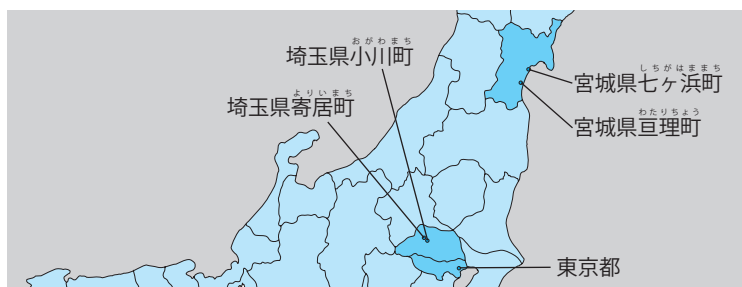 おがわまち
埼玉県小川町
よりいまち
埼玉県寄居町
しちがはままち
宮城県七ヶ浜町
わたりちょう
宮城県亘理町
東京都